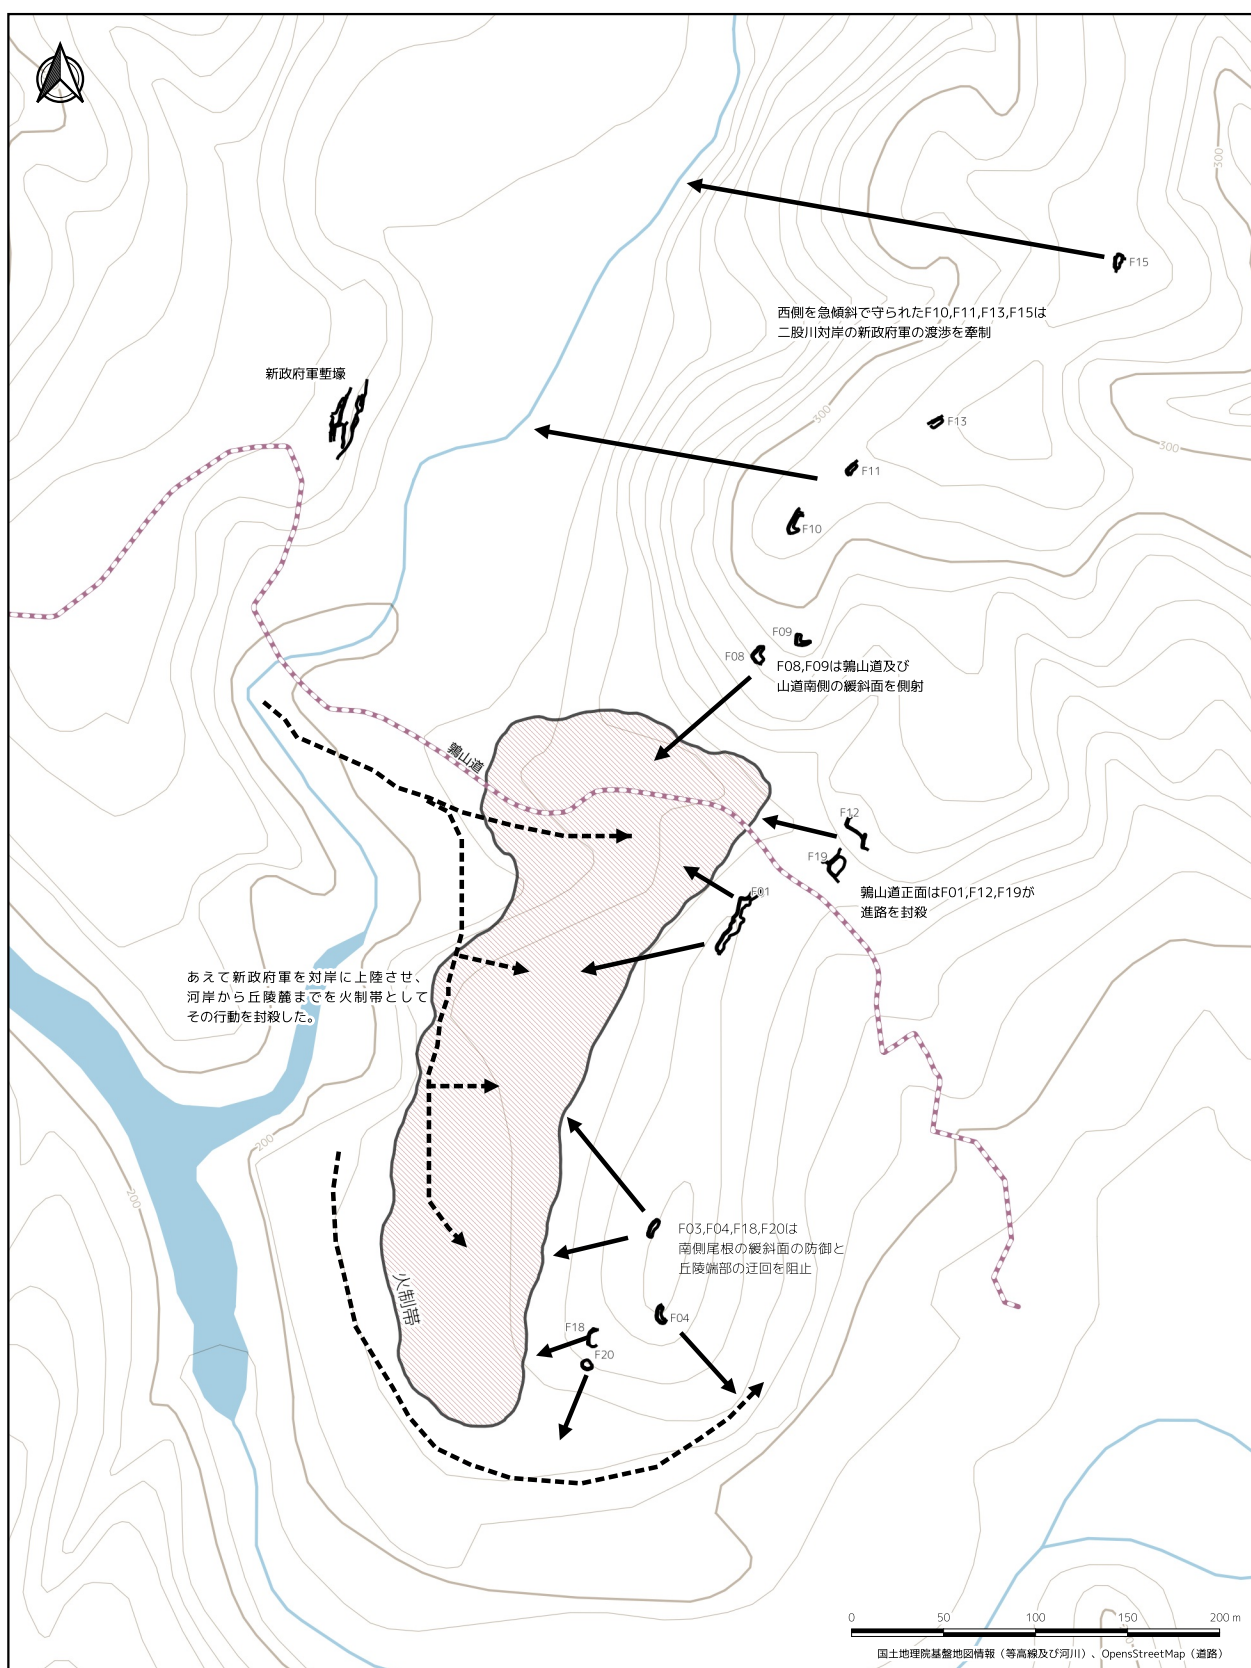 300
F15
西側を急傾斜で守られたF10,F11,F13,F15は
二股川対岸の新政府軍の渡渉を牽制
新政府軍塹壕
300
F13
300
F11
F10
F09
F08
F08,F09は鶉山道及び
山道南側の緩斜面を側射
鶉山道
F12
F19
F01
鶉山道正面はF01,F12,F19が
進路を封殺
あえて新政府軍を対岸に上陸させ、
河岸から丘陵麓までを火制帯として
その行動を封殺した。
200
200
F03,F04,F18,F20は
南側尾根の緩斜面の防御と
丘陵端部の迂回を阻止
火制帯
F04
F18
F20
0 50 100 150 200 m
国土地理院基盤地図情報（等高線及び河川）、OpensStreetMap（道路）